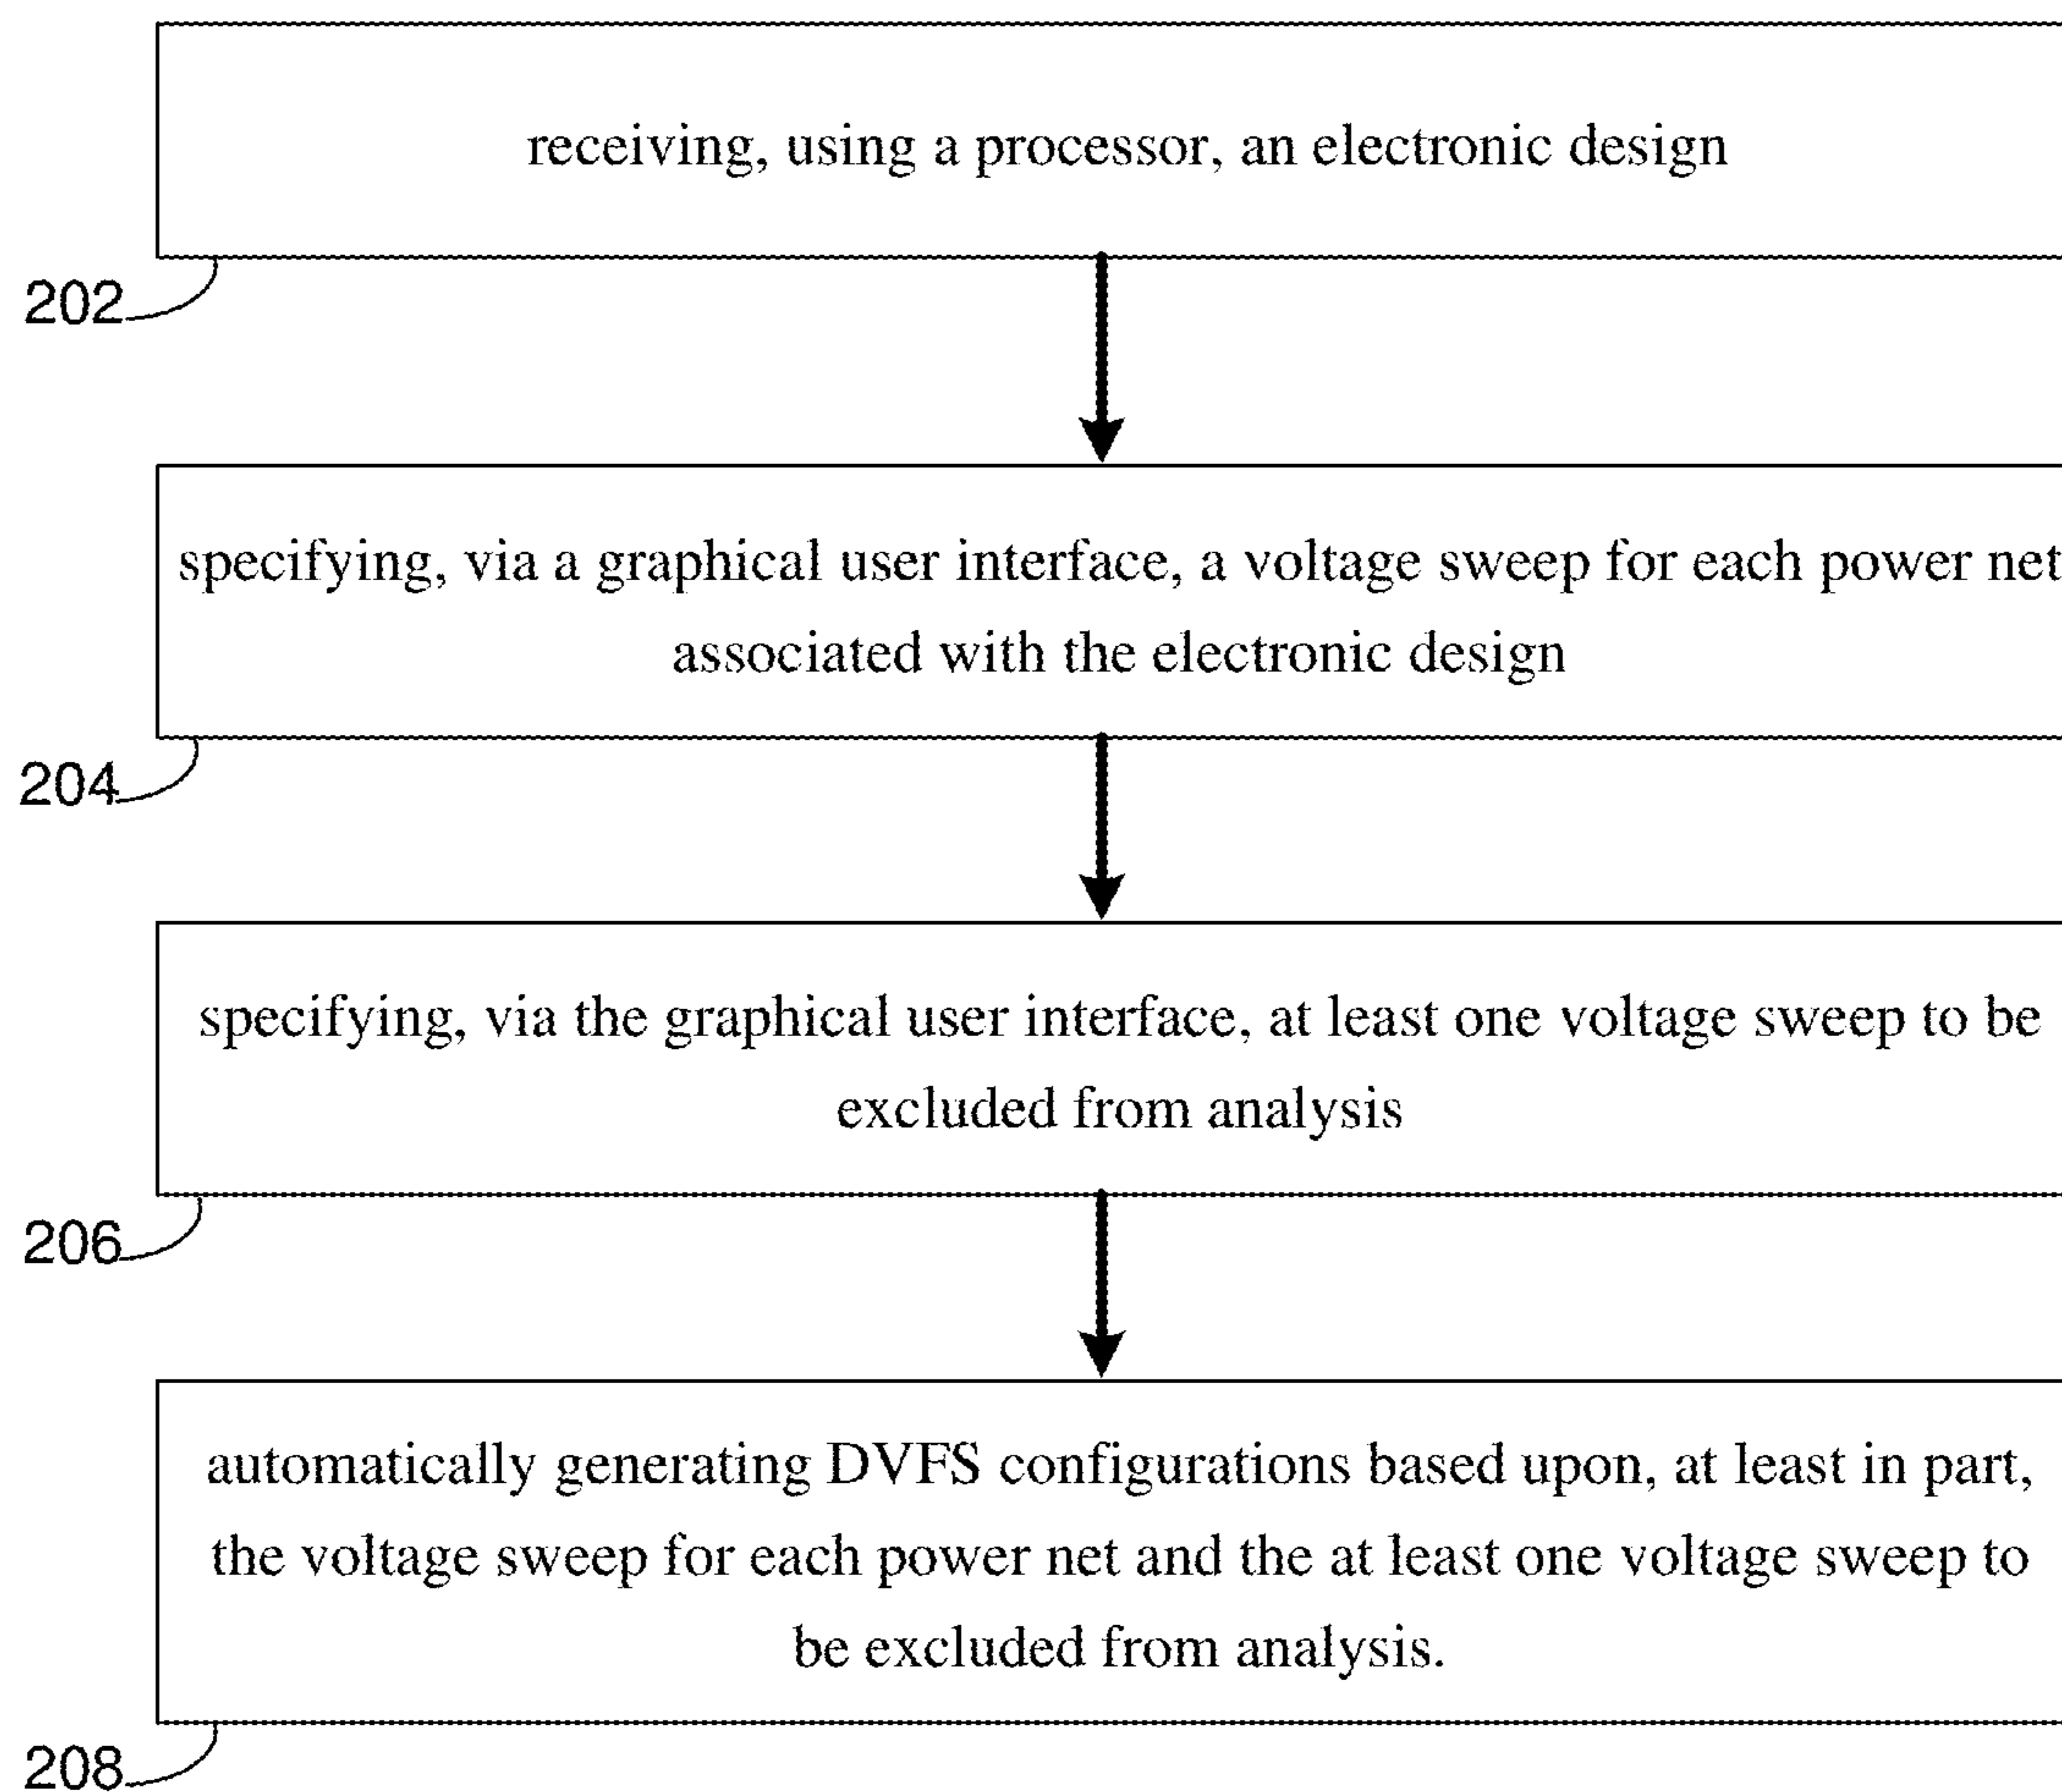 receiving, using a processor, an electronic design
202
specifying, via a graphical user interface, a voltage sweep for each power net
associated with the electronic design
204
specifying, via the graphical user interface, at least one voltage sweep to be
excluded from analysis
206
automatically generating DVFS configurations based upon, at least in part,
the voltage sweep for each power net and the at least one voltage sweep to
be excluded from analysis.
208